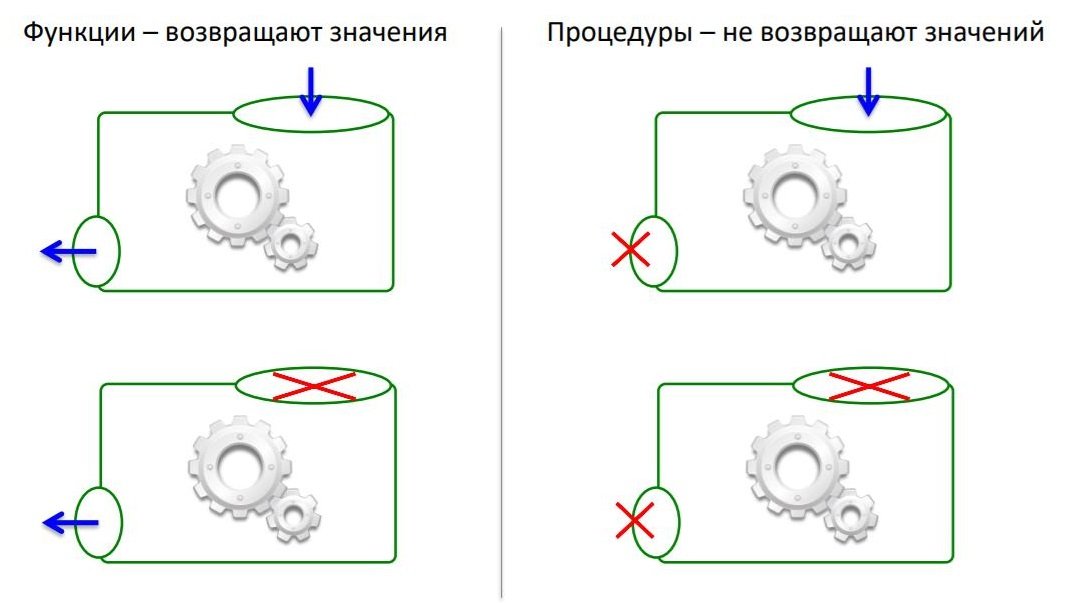 Функции – возвращают значения
Процедуры – не возвращают значений